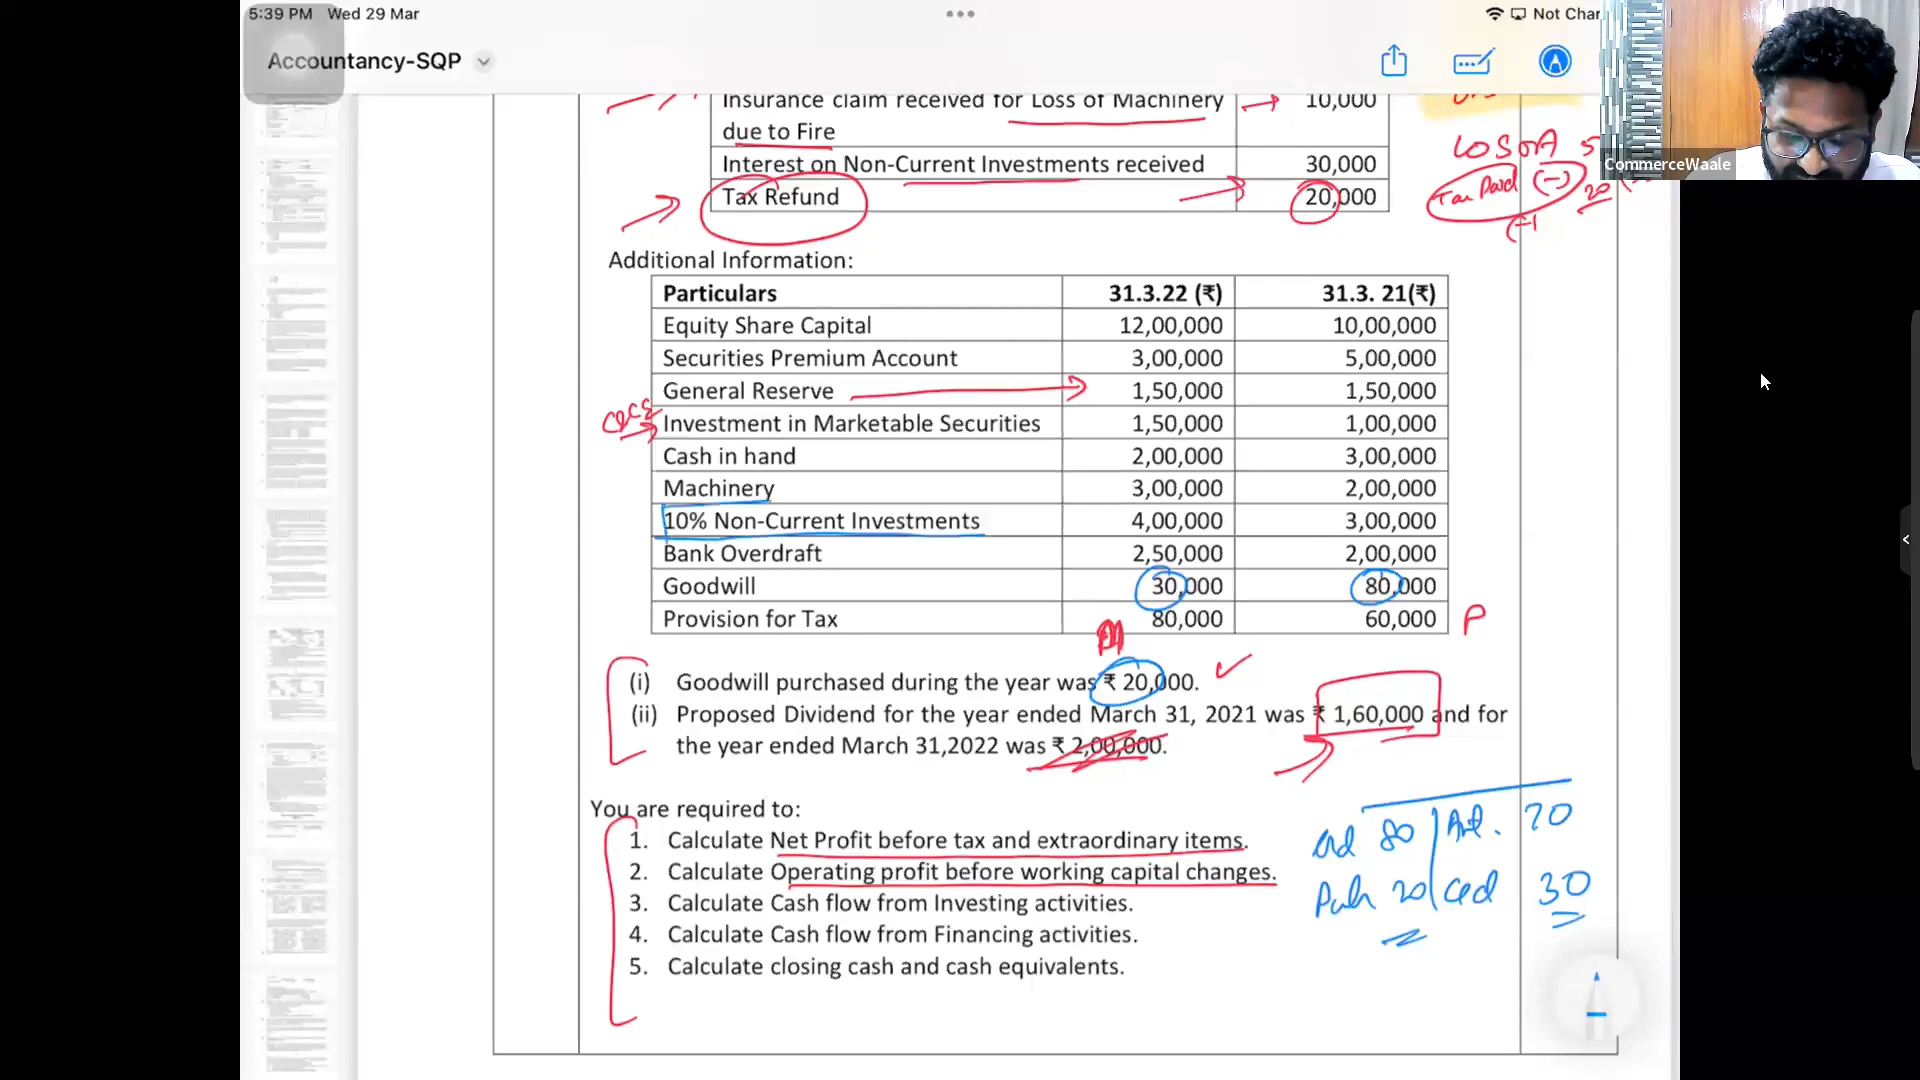 5:39 PM Wed 29 Mar
Not Char
Accountancy-SQP
CommerceWaale
Insurance claim received for Loss of Machinery due to Fire 10,000
Interest on Non-Current Investments received 30,000
Tax Refund 20,000
Tax Paid (-) 20
Additional Information:
Particulars 31.3.22 (₹) 31.3. 21(₹)
Equity Share Capital 12,00,000 10,00,000
Securities Premium Account 3,00,000 5,00,000
General Reserve 1,50,000 1,50,000
Investment in Marketable Securities 1,50,000 1,00,000
Cash in hand 2,00,000 3,00,000
Machinery 3,00,000 2,00,000
10% Non-Current Investments 4,00,000 3,00,000
Bank Overdraft 2,50,000 2,00,000
Goodwill 30,000 80,000
Provision for Tax 80,000 60,000 P
(i) Goodwill purchased during the year was ₹ 20,000.
(ii) Proposed Dividend for the year ended March 31, 2021 was ₹ 1,60,000 and for
the year ended March 31,2022 was ₹ 2,00,000.
You are required to:
1. Calculate Net Profit before tax and extraordinary items.
2. Calculate Operating profit before working capital changes.
3. Calculate Cash flow from Investing activities.
4. Calculate Cash flow from Financing activities.
5. Calculate closing cash and cash equivalents.
80 70
20 30